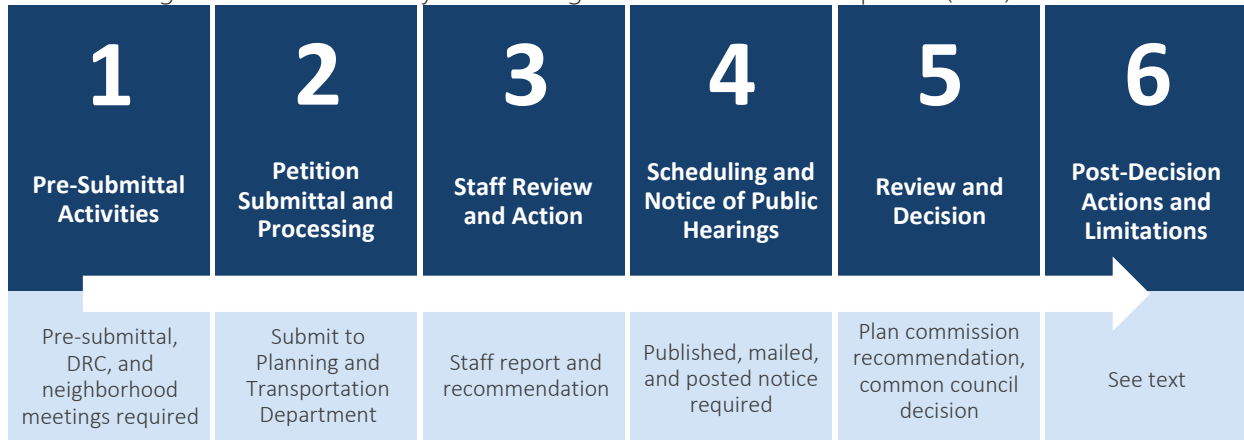 1
Pre-Submittal
Activities
Pre-submittal,
DRC, and
neighborhood
meetings required
2
Petition
Submittal and
Processing
Submit to
Planning and
Transportation
Department
3
Staff Review
and Action
Staff report and
recommendation
4
Scheduling and
Notice of Public
Hearings
Published, mailed,
and posted notice
required
5
Review and
Decision
Plan commission
recommendation,
common council
decision
6
Post-Decision
Actions and
Limitations
See text